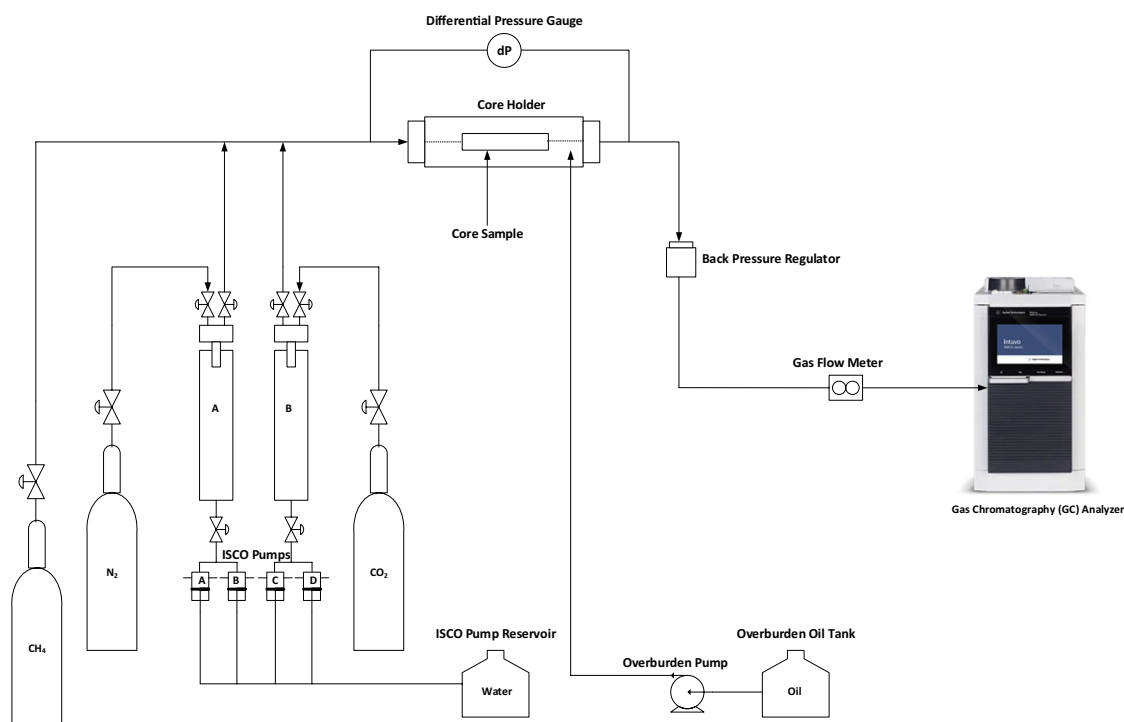 Differential Pressure Gauge
dP
Core Holder
Core Sample
Back Pressure Regulator
Gas Flow Meter
Intuvo
A
B
Gas Chromatography (GC) Analyzer
ISCO Pumps
A
B
C
D
N₂
CO₂
CH₄
ISCO Pump Reservoir
Water
Overburden Pump
Overburden Oil Tank
Oil